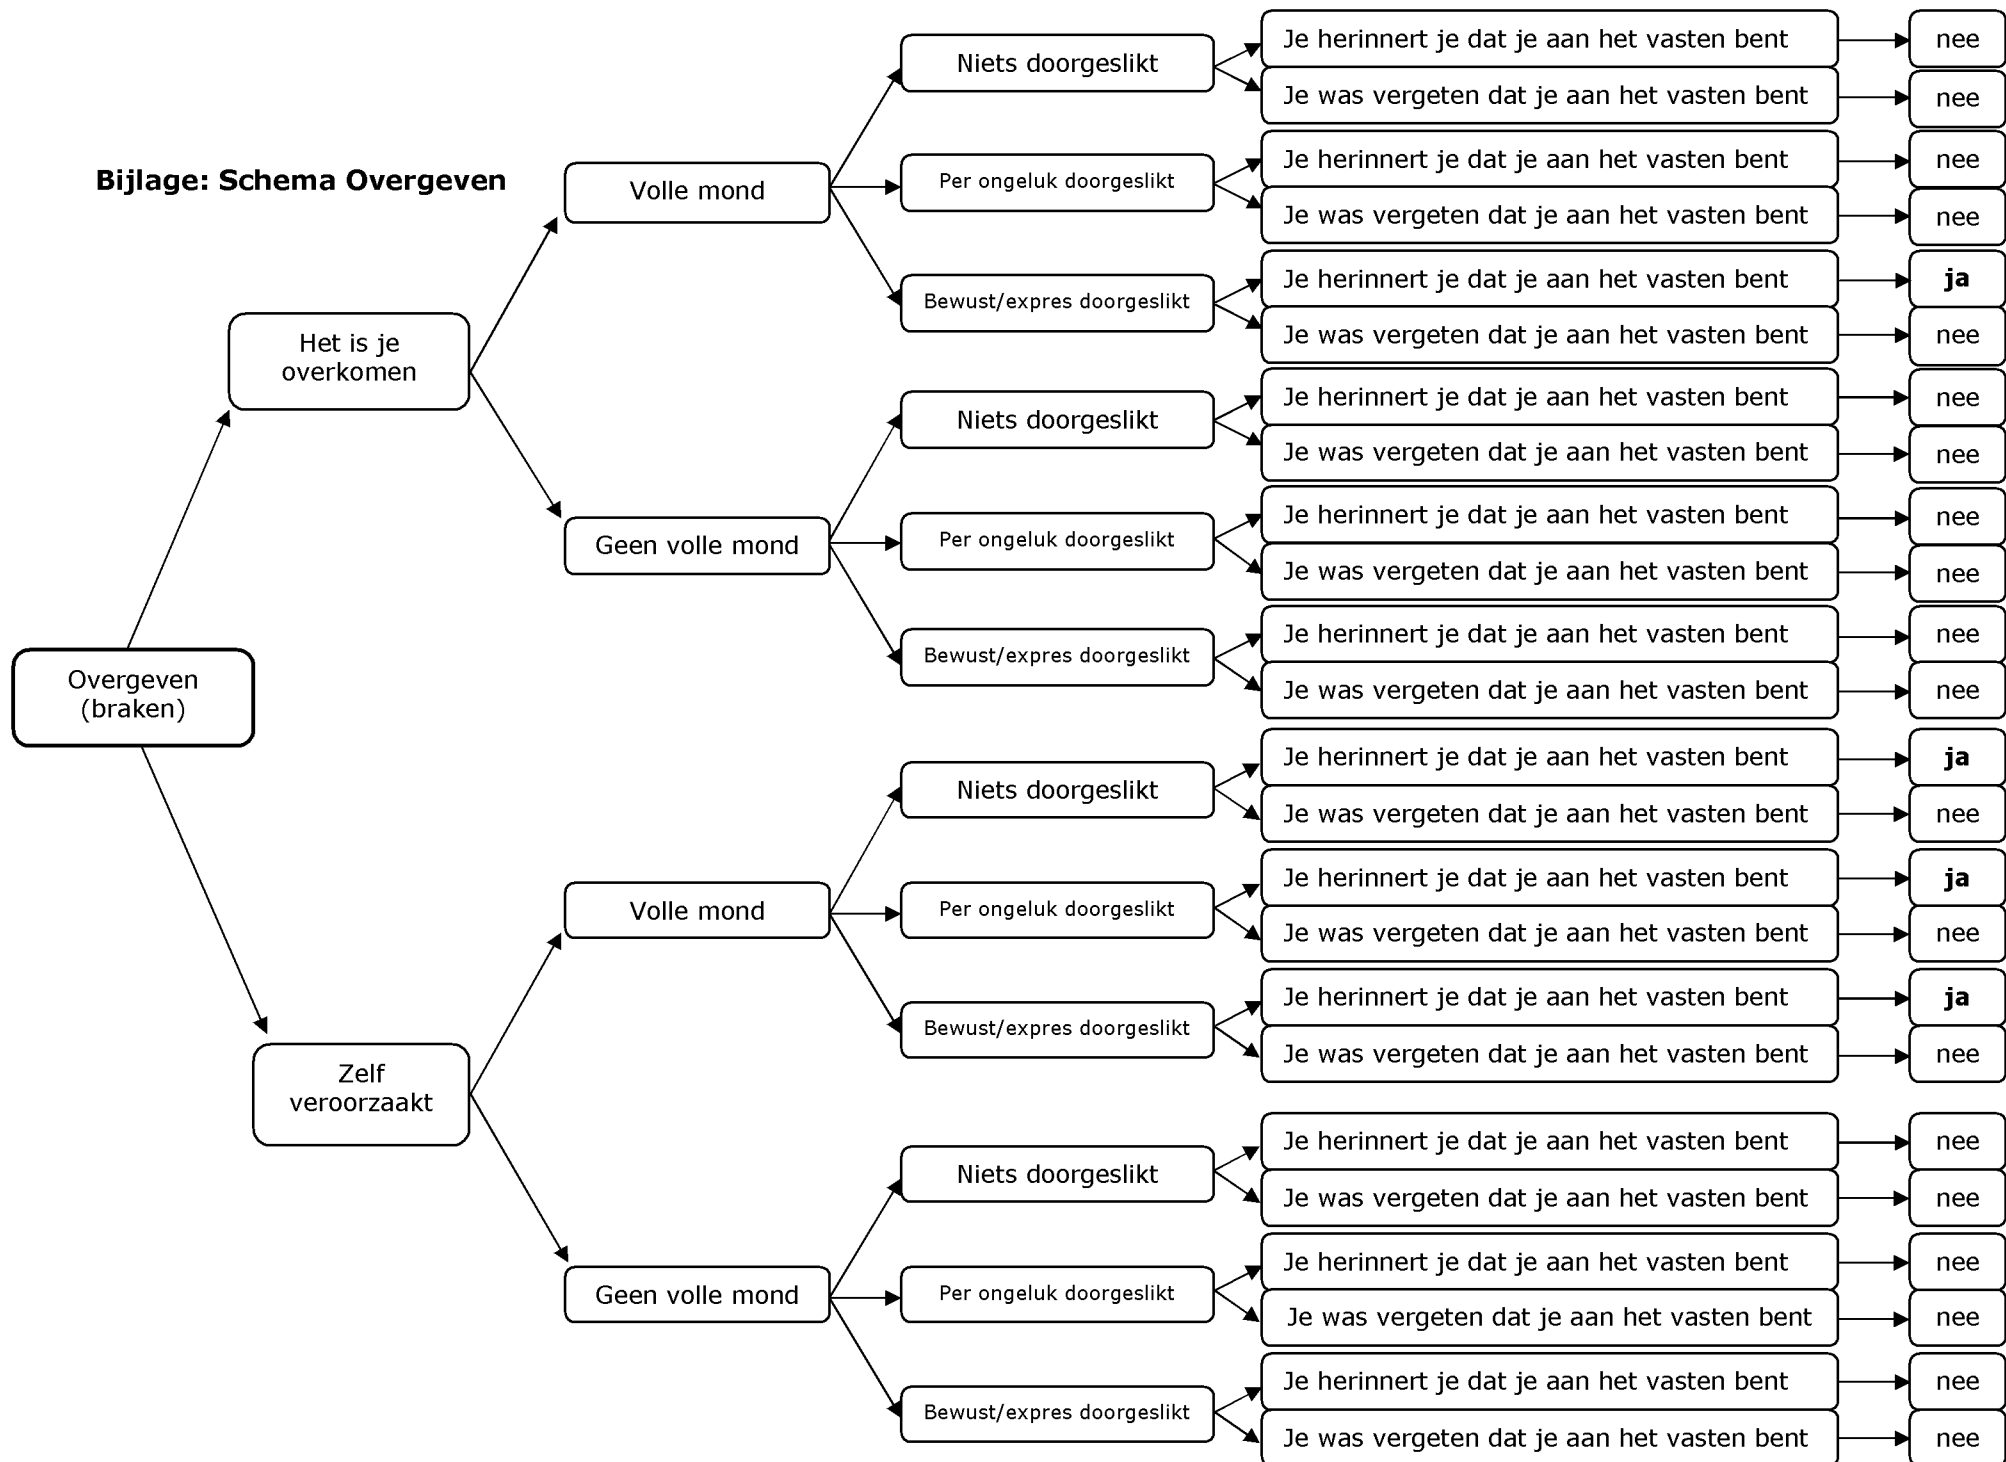 Bijlage: Schema Overgeven
Overgeven
(braken)
Het is je
overkomen
Volle mond
Niets doorgeslikt
Je herinnert je dat je aan het vasten bent
nee
Je was vergeten dat je aan het vasten bent
nee
Per ongeluk doorgeslikt
Je herinnert je dat je aan het vasten bent
nee
Je was vergeten dat je aan het vasten bent
nee
Bewust/expres doorgeslikt
Je herinnert je dat je aan het vasten bent
ja
Je was vergeten dat je aan het vasten bent
nee
Geen volle mond
Niets doorgeslikt
Je herinnert je dat je aan het vasten bent
nee
Je was vergeten dat je aan het vasten bent
nee
Per ongeluk doorgeslikt
Je herinnert je dat je aan het vasten bent
nee
Je was vergeten dat je aan het vasten bent
nee
Bewust/expres doorgeslikt
Je herinnert je dat je aan het vasten bent
nee
Je was vergeten dat je aan het vasten bent
nee
Zelf
veroorzaakt
Volle mond
Niets doorgeslikt
Je herinnert je dat je aan het vasten bent
ja
Je was vergeten dat je aan het vasten bent
nee
Per ongeluk doorgeslikt
Je herinnert je dat je aan het vasten bent
ja
Je was vergeten dat je aan het vasten bent
nee
Bewust/expres doorgeslikt
Je herinnert je dat je aan het vasten bent
ja
Je was vergeten dat je aan het vasten bent
nee
Geen volle mond
Niets doorgeslikt
Je herinnert je dat je aan het vasten bent
nee
Je was vergeten dat je aan het vasten bent
nee
Per ongeluk doorgeslikt
Je herinnert je dat je aan het vasten bent
nee
Je was vergeten dat je aan het vasten bent
nee
Bewust/expres doorgeslikt
Je herinnert je dat je aan het vasten bent
nee
Je was vergeten dat je aan het vasten bent
nee